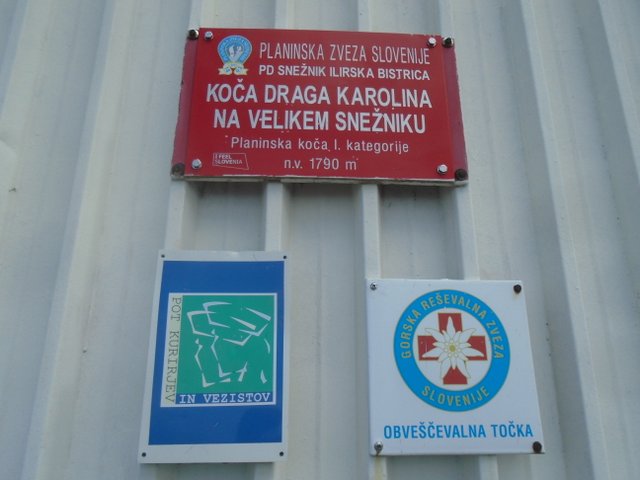 PLANINSKA ZVEZA SLOVENIJE
PD SNEŽNIK ILIRSKA BISTRICA
KOČA DRAGA KAROLINA
NA VELIKEM SNEŽNIKU
Planinska koča I. kategorije
I FEEL
SLOVENIA
n.v. 1790 m
POT KURIRJEV
IN VEZISTOV
GORSKA REŠEVALNA ZVEZA
SLOVENIJE
OBVEŠČEVALNA TOČKA